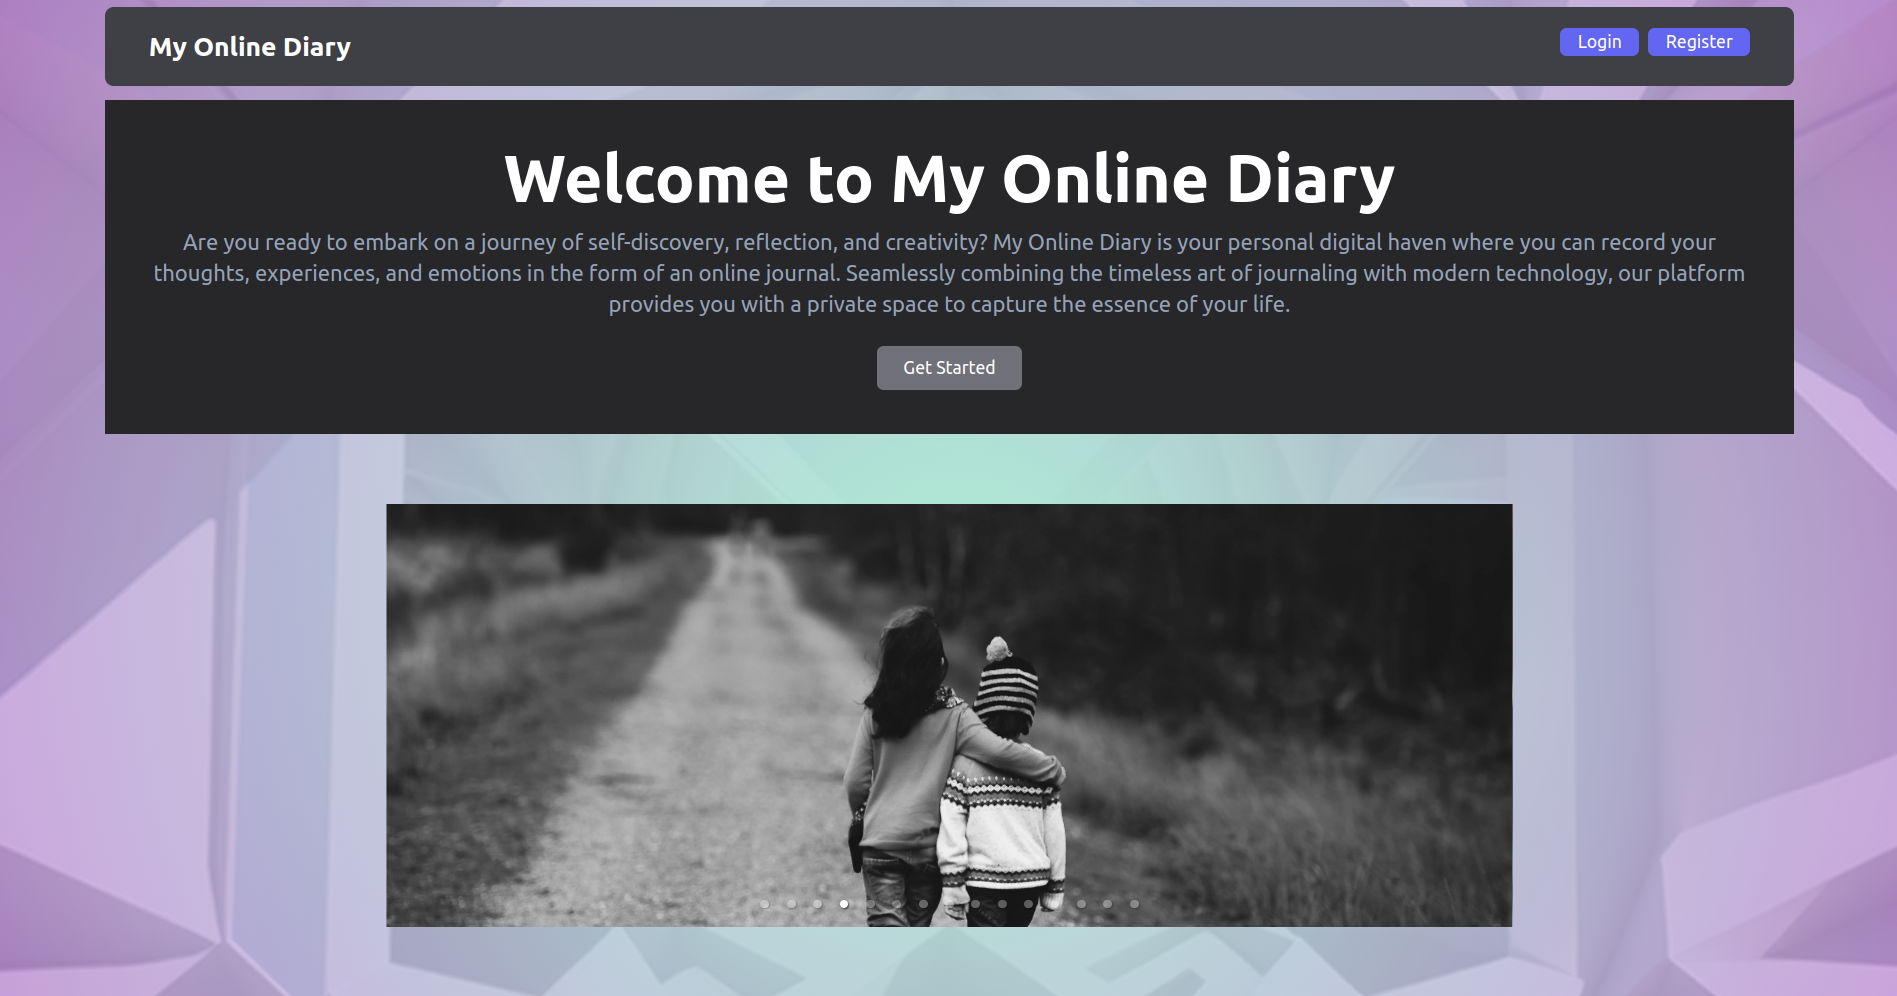 My Online Diary
Login
Register
Welcome to My Online Diary
Are you ready to embark on a journey of self-discovery, reflection, and creativity? My Online Diary is your personal digital haven where you can record your
thoughts, experiences, and emotions in the form of an online journal. Seamlessly combining the timeless art of journaling with modern technology, our platform
provides you with a private space to capture the essence of your life.
Get Started